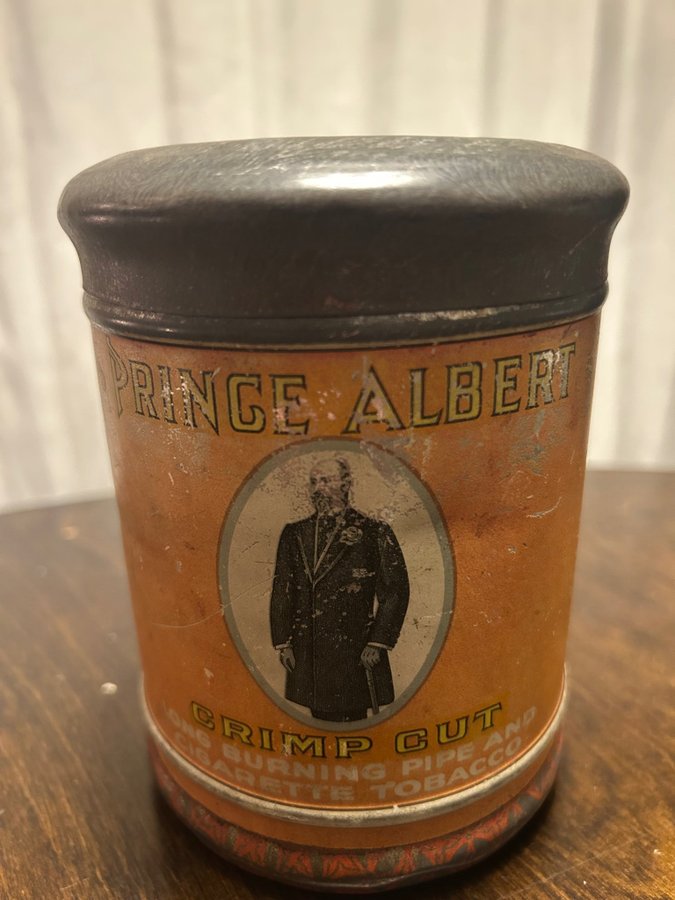 PRINCE ALBERT
CRIMP CUT
LONG BURNING PIPE AND
CIGARETTE TOBACCO